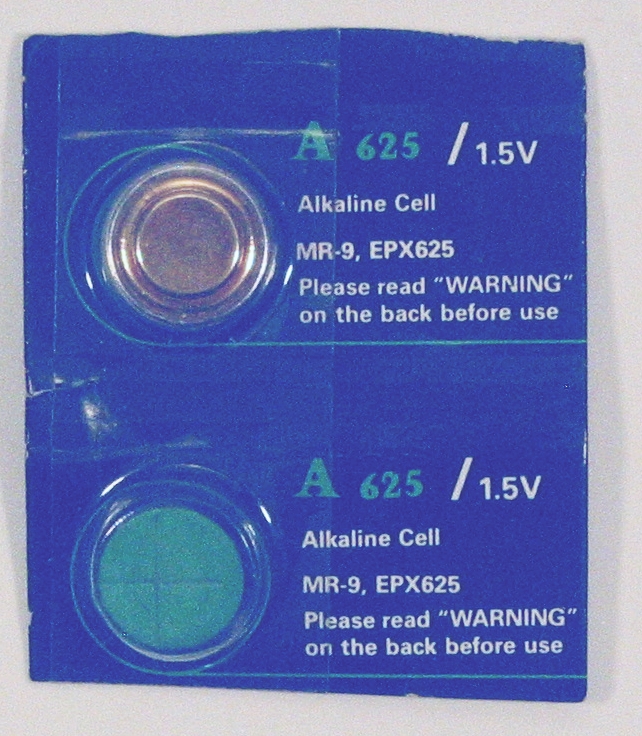 A 625 / 1.5V
Alkaline Cell
MR-9, EPX625
Please read "WARNING"
on the back before use
A 625 / 1.5V
Alkaline Cell
MR-9, EPX625
Please read "WARNING"
on the back before use